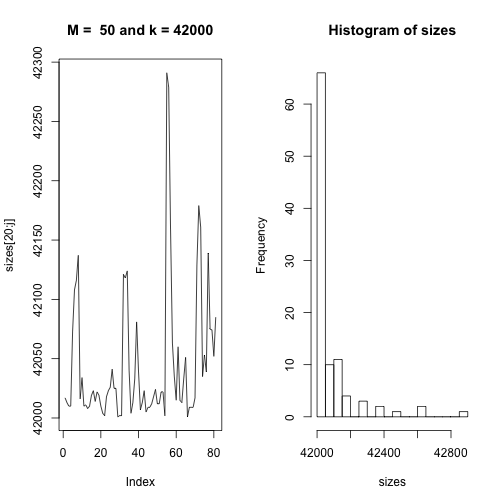 M =  50 and k = 42000
Histogram of sizes
sizes[20:j]
42300
42250
42200
42150
42100
42050
42000
0 20 40 60 80
Index
Frequency
60
50
40
30
20
10
0
42000 42400 42800
sizes